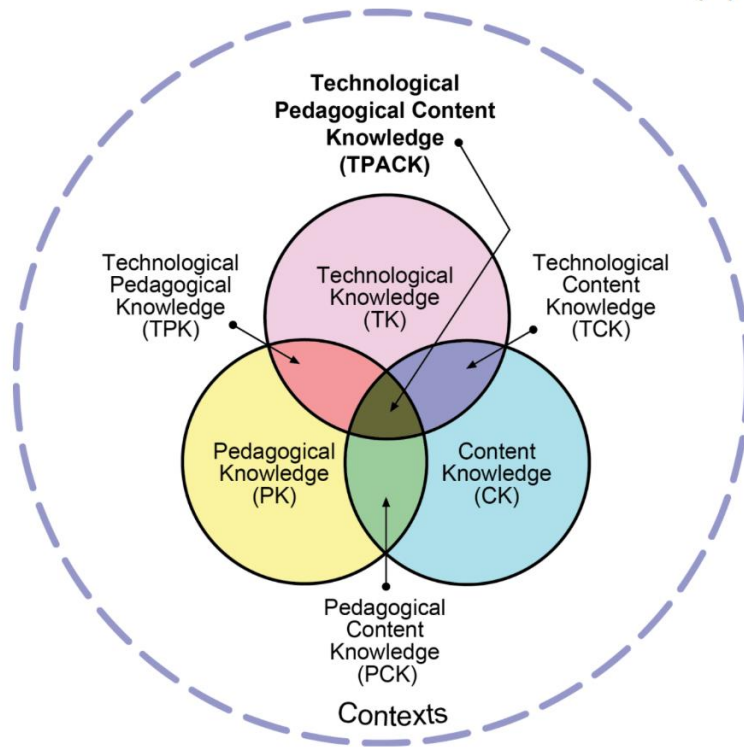 Technological
Pedagogical Content
Knowledge
(TPACK)
Technological
Pedagogical
Knowledge
(TPK)
Technological
Knowledge
(TK)
Technological
Content
Knowledge
(TCK)
Pedagogical
Knowledge
(PK)
Content
Knowledge
(CK)
Pedagogical
Content
Knowledge
(PCK)
Contexts